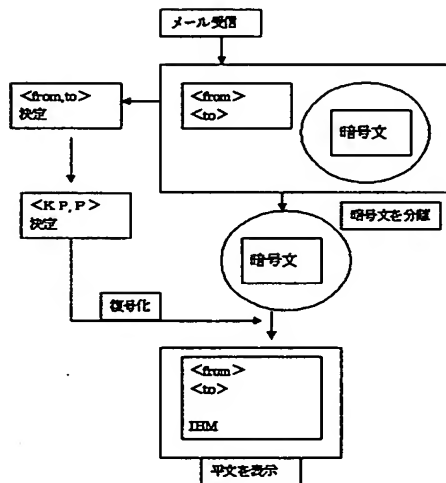 メール受信
<from,to>
決定
<from>
<to>
暗号文
<KP,P>
決定
暗号文を分離
暗号文
復号化
<from>
<to>
IHM
平文を表示